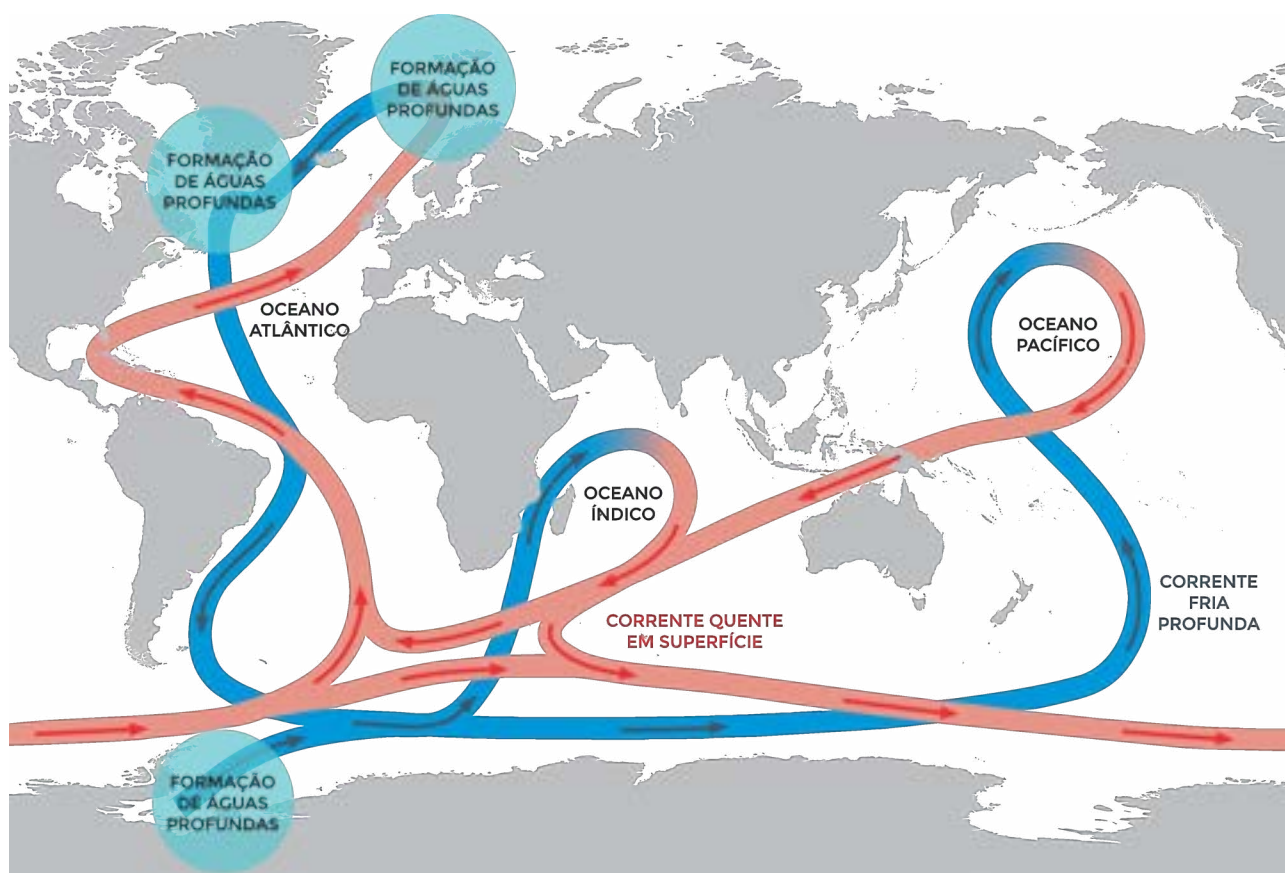 FORMAÇÃO
DE ÁGUAS
PROFUNDAS
FORMAÇÃO
DE ÁGUAS
PROFUNDAS
OCEANO
ATLÂNTICO
OCEANO
PACÍFICO
OCEANO
ÍNDICO
CORRENTE
FRIA
PROFUNDA
CORRENTE QUENTE
EM SUPERFÍCIE
FORMAÇÃO
DE ÁGUAS
PROFUNDAS